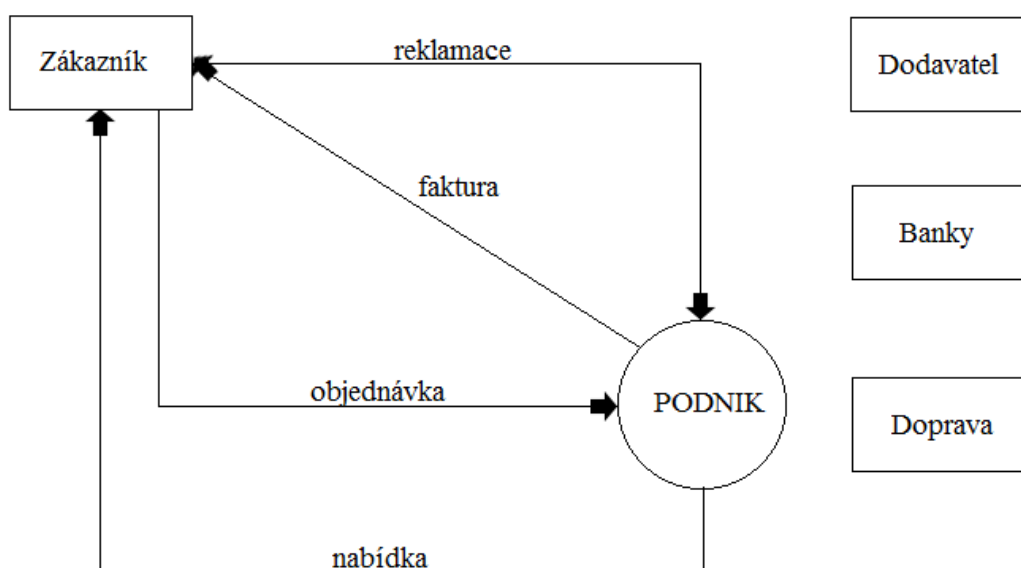 Zákazník
reklamace
Dodavatel
faktura
Banky
objednávka
PODNIK
Doprava
nabídka